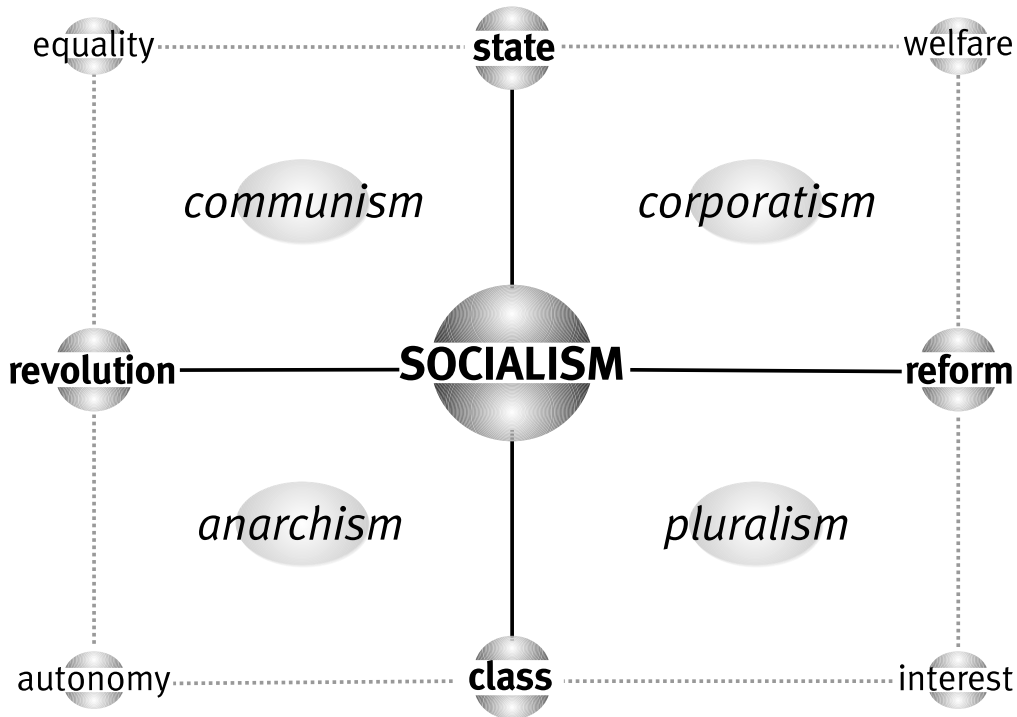 equality
state
welfare
communism
corporatism
revolution
SOCIALISM
reform
anarchism
pluralism
autonomy
class
interest